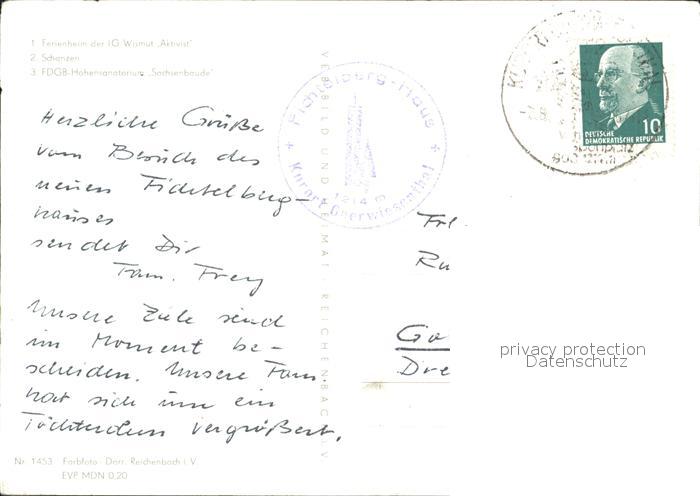 1 Ferienheim der IG Wismut „Aktivist"
2. Schanzen
3. FDGB-Höhensanatorium „Sachsenbaude"
Herzliche Grüße
vom Besuch des
neuen Fichtelberg-
hauses
sendet Dir
Fam. Frey
Unsere Ziele sind
im Moment be-
scheiden. Unsere Fam.
hat sich um ein
Töchterchen vergrößert.
Nr. 1453 Farbfoto - Darr, Reichenbach i. V.
EVP MDN 0,20
VERB BILD UND HEIMAT REICHENBACH I. V
+ Fichtelberg-Haus +
1214 m
Kurort Oberwiesenthal
10
DEUTSCHE
DEMOKRATISCHE REPUBLIK
Frl
Ru
Ga
Dre
privacy protection
Datenschutz